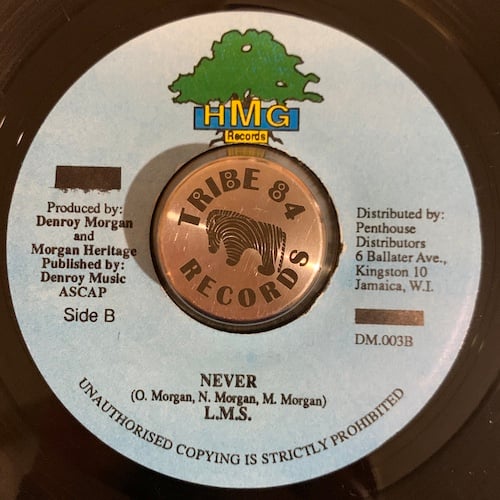 HMG
Records
TRIBE 84
RECORDS
Produced by:
Denroy Morgan
and
Morgan Heritage
Published by:
Denroy Music
ASCAP
Side B
Distributed by:
Penthouse
Distributors
6 Ballater Ave.,
Kingston 10
Jamaica, W.I.
DM.003B
NEVER
(O. Morgan, N. Morgan, M. Morgan)
L.M.S.
UNAUTHORISED COPYING IS STRICTLY PROHIBITED